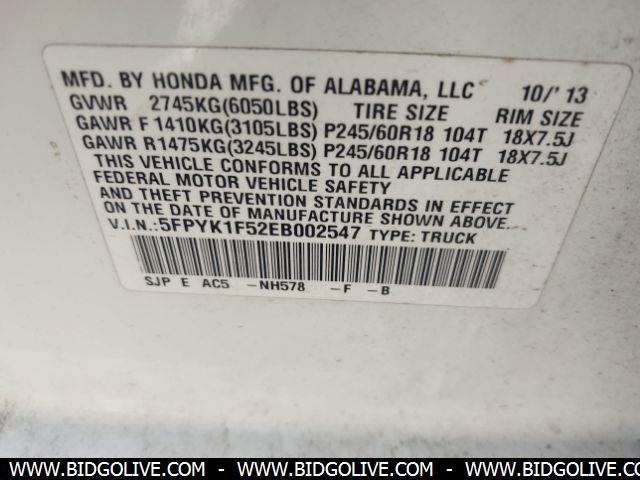 MFD. BY HONDA MFG. OF ALABAMA, LLC 10/' 13
GVWR 2745KG(6050LBS) TIRE SIZE RIM SIZE
GAWR F1410KG(3105LBS) P245/60R18 104T 18X7.5J
GAWR R1475KG(3245LBS) P245/60R18 104T 18X7.5J
THIS VEHICLE CONFORMS TO ALL APPLICABLE
FEDERAL MOTOR VEHICLE SAFETY
AND THEFT PREVENTION STANDARDS IN EFFECT
ON THE DATE OF MANUFACTURE SHOWN ABOVE.
V.I.N.:5FPYK1F52EB002547 TYPE: TRUCK
SJP E AC5 -NH578 -F -B
WWW.BIDGOLIVE.COM - WWW.BIDGOLIVE.COM - WWW.BIDGOLIVE.COM